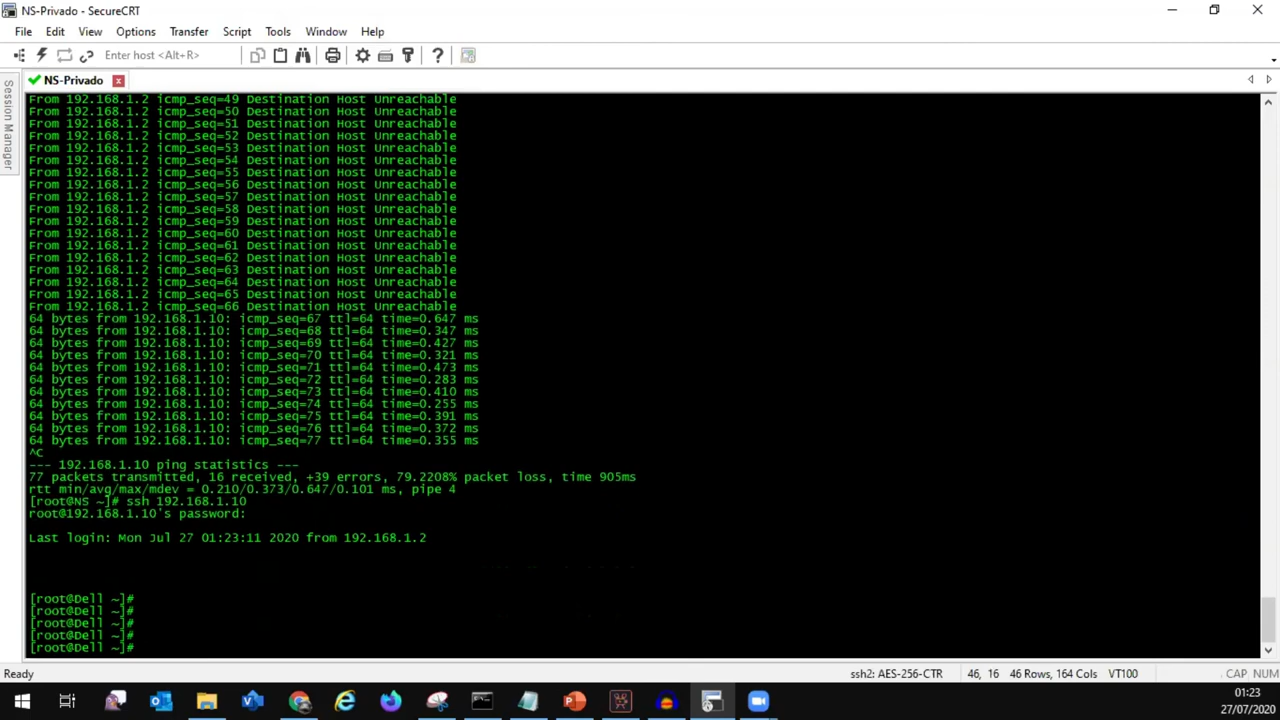 NS-Privado - SecureCRT
File Edit View Options Transfer Script Tools Window Help
Enter host <Alt+R>
NS-Privado
Session Manager
From 192.168.1.2 icmp_seq=49 Destination Host Unreachable
From 192.168.1.2 icmp_seq=50 Destination Host Unreachable
From 192.168.1.2 icmp_seq=51 Destination Host Unreachable
From 192.168.1.2 icmp_seq=52 Destination Host Unreachable
From 192.168.1.2 icmp_seq=53 Destination Host Unreachable
From 192.168.1.2 icmp_seq=54 Destination Host Unreachable
From 192.168.1.2 icmp_seq=55 Destination Host Unreachable
From 192.168.1.2 icmp_seq=56 Destination Host Unreachable
From 192.168.1.2 icmp_seq=57 Destination Host Unreachable
From 192.168.1.2 icmp_seq=58 Destination Host Unreachable
From 192.168.1.2 icmp_seq=59 Destination Host Unreachable
From 192.168.1.2 icmp_seq=60 Destination Host Unreachable
From 192.168.1.2 icmp_seq=61 Destination Host Unreachable
From 192.168.1.2 icmp_seq=62 Destination Host Unreachable
From 192.168.1.2 icmp_seq=63 Destination Host Unreachable
From 192.168.1.2 icmp_seq=64 Destination Host Unreachable
From 192.168.1.2 icmp_seq=65 Destination Host Unreachable
From 192.168.1.2 icmp_seq=66 Destination Host Unreachable
64 bytes from 192.168.1.10: icmp_seq=67 ttl=64 time=0.647 ms
64 bytes from 192.168.1.10: icmp_seq=68 ttl=64 time=0.347 ms
64 bytes from 192.168.1.10: icmp_seq=69 ttl=64 time=0.427 ms
64 bytes from 192.168.1.10: icmp_seq=70 ttl=64 time=0.321 ms
64 bytes from 192.168.1.10: icmp_seq=71 ttl=64 time=0.473 ms
64 bytes from 192.168.1.10: icmp_seq=72 ttl=64 time=0.283 ms
64 bytes from 192.168.1.10: icmp_seq=73 ttl=64 time=0.410 ms
64 bytes from 192.168.1.10: icmp_seq=74 ttl=64 time=0.255 ms
64 bytes from 192.168.1.10: icmp_seq=75 ttl=64 time=0.391 ms
64 bytes from 192.168.1.10: icmp_seq=76 ttl=64 time=0.372 ms
64 bytes from 192.168.1.10: icmp_seq=77 ttl=64 time=0.355 ms
^C
--- 192.168.1.10 ping statistics ---
77 packets transmitted, 16 received, +39 errors, 79.2208% packet loss, time 905ms
rtt min/avg/max/mdev = 0.210/0.373/0.647/0.101 ms, pipe 4
[root@NS ~]# ssh 192.168.1.10
root@192.168.1.10's password:
Last login: Mon Jul 27 01:23:11 2020 from 192.168.1.2
[root@Dell ~]#
[root@Dell ~]#
[root@Dell ~]#
[root@Dell ~]#
[root@Dell ~]#
Ready ssh2: AES-256-CTR 46, 16 46 Rows, 164 Cols VT100 CAP NUM
01:23
27/07/2020